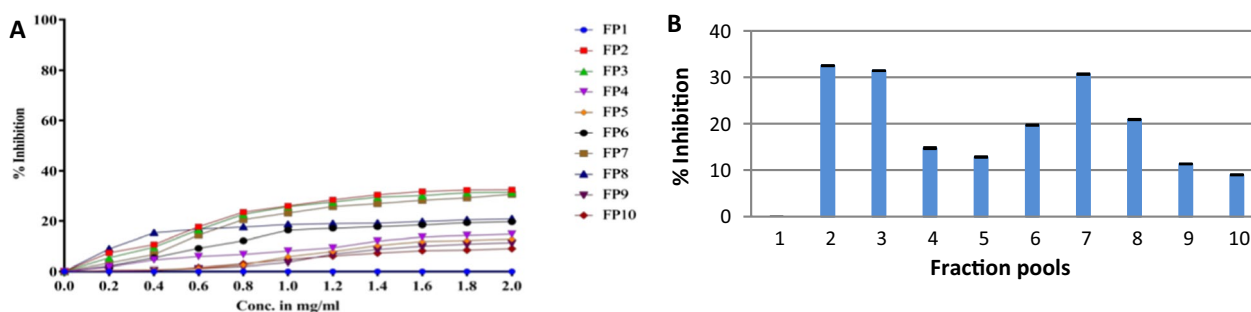 A
% Inhibition
100
80
60
40
20
0
0.0 0.2 0.4 0.6 0.8 1.0 1.2 1.4 1.6 1.8 2.0
Conc. in mg/ml
FP1
FP2
FP3
FP4
FP5
FP6
FP7
FP8
FP9
FP10
B
% Inhibition
40
30
20
10
0
1 2 3 4 5 6 7 8 9 10
Fraction pools